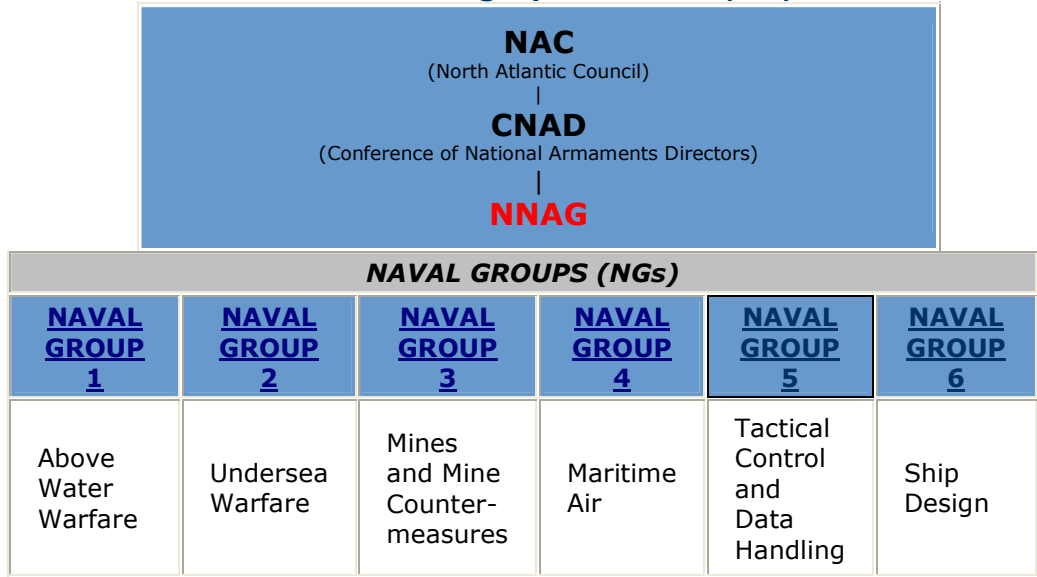 NAC
(North Atlantic Council)
|
CNAD
(Conference of National Armaments Directors)
|
NNAG
NAVAL GROUPS (NGs)
NAVAL
GROUP
1
NAVAL
GROUP
2
NAVAL
GROUP
3
NAVAL
GROUP
4
NAVAL
GROUP
5
NAVAL
GROUP
6
Above
Water
Warfare
Undersea
Warfare
Mines
and Mine
Counter-
measures
Maritime
Air
Tactical
Control
and
Data
Handling
Ship
Design